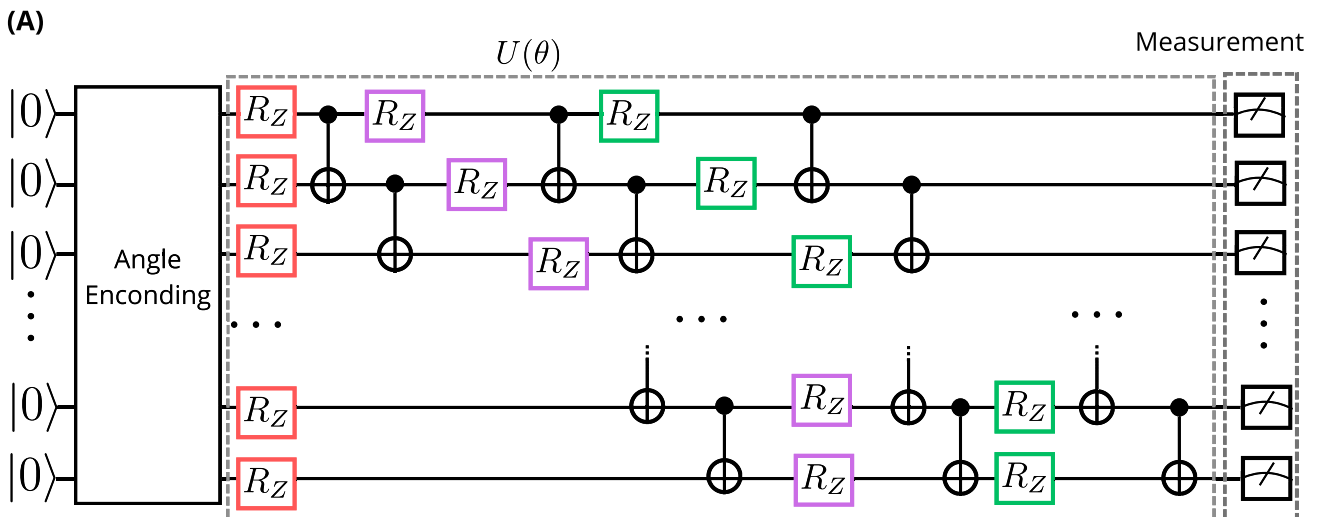 (A)
U(θ)
Measurement
|0⟩ R_Z R_Z R_Z
|0⟩ R_Z R_Z R_Z
|0⟩ R_Z R_Z R_Z
Angle
Enconding
|0⟩ R_Z R_Z R_Z
|0⟩ R_Z R_Z R_Z